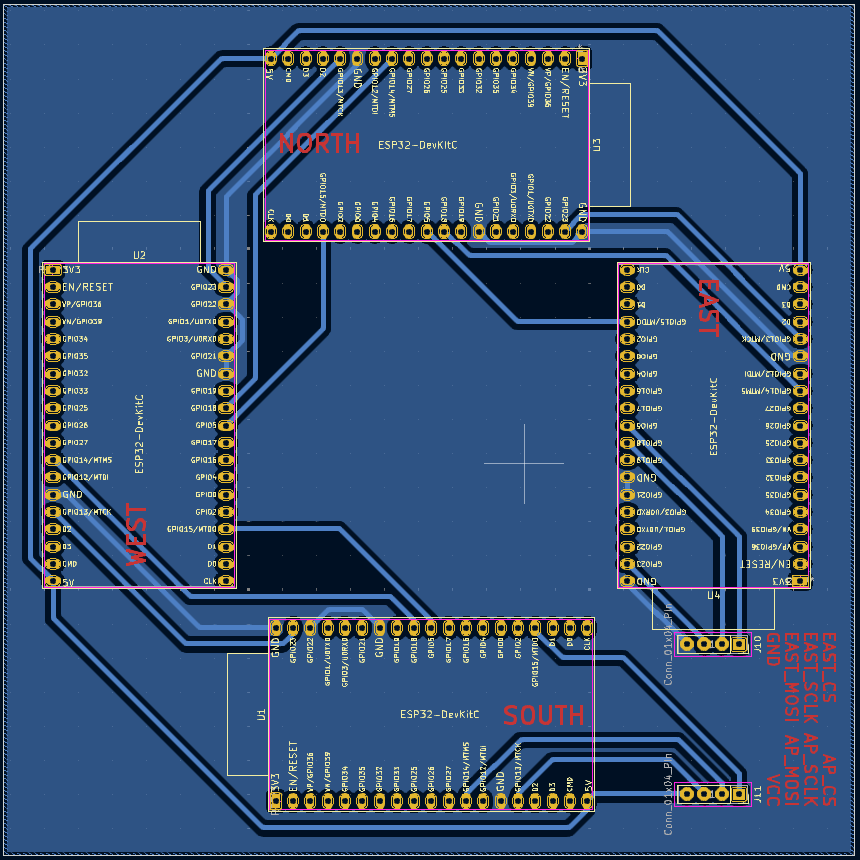 5V
CMD
D3
D2
GPIO13/MTCK
GND
GPIO12/MTDI
GPIO14/MTMS
GPIO27
GPIO26
GPIO25
GPIO33
GPIO32
GPIO35
GPIO34
VN/GPIO39
VP/GPIO36
EN/RESET
3V3
NORTH
ESP32-DevKitC
U3
CLK
D0
D1
GPIO15/MTDO
GPIO2
GPIO0
GPIO4
GPIO16
GPIO17
GPIO5
GPIO18
GPIO19
GND
GPIO21
GPIO3/U0RXD
GPIO1/U0TXD
GPIO22
GPIO23
GND
U2
3V3
EN/RESET
VP/GPIO36
VN/GPIO39
GPIO34
GPIO35
GPIO32
GPIO33
GPIO25
GPIO26
GPIO27
GPIO14/MTMS
GPIO12/MTDI
GND
GPIO13/MTCK
D2
D3
CMD
5V
ESP32-DevKitC
WEST
GND
GPIO23
GPIO22
GPIO1/U0TXD
GPIO3/U0RXD
GPIO21
GND
GPIO19
GPIO18
GPIO5
GPIO17
GPIO16
GPIO4
GPIO0
GPIO2
GPIO15/MTDO
D1
D0
CLK
CLK
D0
D1
GPIO15/MTDO
GPIO2
GPIO0
GPIO4
GPIO16
GPIO17
GPIO5
GPIO18
GPIO19
GND
GPIO21
GPIO3/U0RXD
GPIO1/U0TXD
GPIO22
GPIO23
GND
EAST
ESP32-DevKitC
5V
CMD
D3
D2
GPIO13/MTCK
GND
GPIO12/MTDI
GPIO14/MTMS
GPIO27
GPIO26
GPIO25
GPIO33
GPIO32
GPIO35
GPIO34
VN/GPIO39
VP/GPIO36
EN/RESET
3V3
U4
GND
GPIO23
GPIO22
GPIO1/U0TXD
GPIO3/U0RXD
GPIO21
GND
GPIO19
GPIO18
GPIO5
GPIO17
GPIO16
GPIO4
GPIO0
GPIO2
GPIO15/MTDO
D1
D0
CLK
U1
ESP32-DevKitC
SOUTH
3V3
EN/RESET
VP/GPIO36
VN/GPIO39
GPIO34
GPIO35
GPIO32
GPIO33
GPIO25
GPIO26
GPIO27
GPIO14/MTMS
GPIO12/MTDI
GND
GPIO13/MTCK
D2
D3
CMD
5V
Conn_01x04_Pin
J10
EAST_CS
EAST_SCLK
EAST_MOSI
GND
Conn_01x04_Pin
J11
AP_CS
AP_SCLK
AP_MOSI
VCC